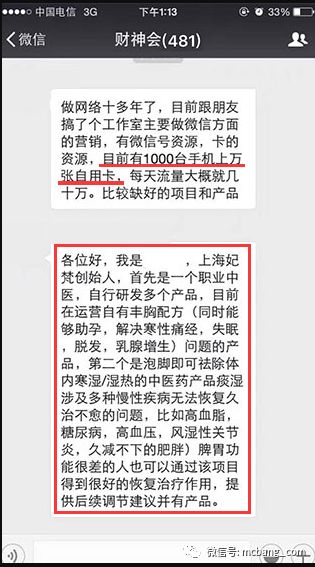 中国电信 3G 下午1:13 33%
微信 财神会(481)
做网络十多年了，目前跟朋友
搞了个工作室主要做微信方面
的营销，有微信号资源，卡的
资源，目前有1000台手机上万
张自用卡，每天流量大概就几
十万。比较缺好的项目和产品
各位好，我是 ，上海妃
梵创始人，首先是一个职业中
医，自行研发多个产品，目前
在运营自有丰胸配方（同时能
够助孕，解决寒性痛经，失眠
，脱发，乳腺增生）问题的产
品，第二个是泡脚即可祛除体
内寒湿/湿热的中医药产品痰湿
涉及多种慢性疾病无法恢复久
治不愈的问题，比如高血脂，
糖尿病，高血压，风湿性关节
炎，久减不下的肥胖）脾胃功
能很差的人也可以通过该项目
得到很好的恢复治疗作用，提
供后续调节建议并有产品。
微信号: mcbang_com